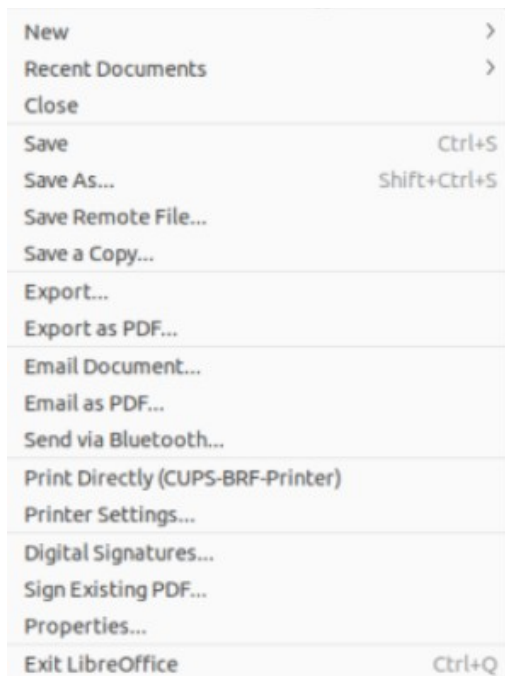 New
Recent Documents
Close
Save Ctrl+S
Save As... Shift+Ctrl+S
Save Remote File...
Save a Copy...
Export...
Export as PDF...
Email Document...
Email as PDF...
Send via Bluetooth...
Print Directly (CUPS-BRF-Printer)
Printer Settings...
Digital Signatures...
Sign Existing PDF...
Properties...
Exit LibreOffice Ctrl+Q